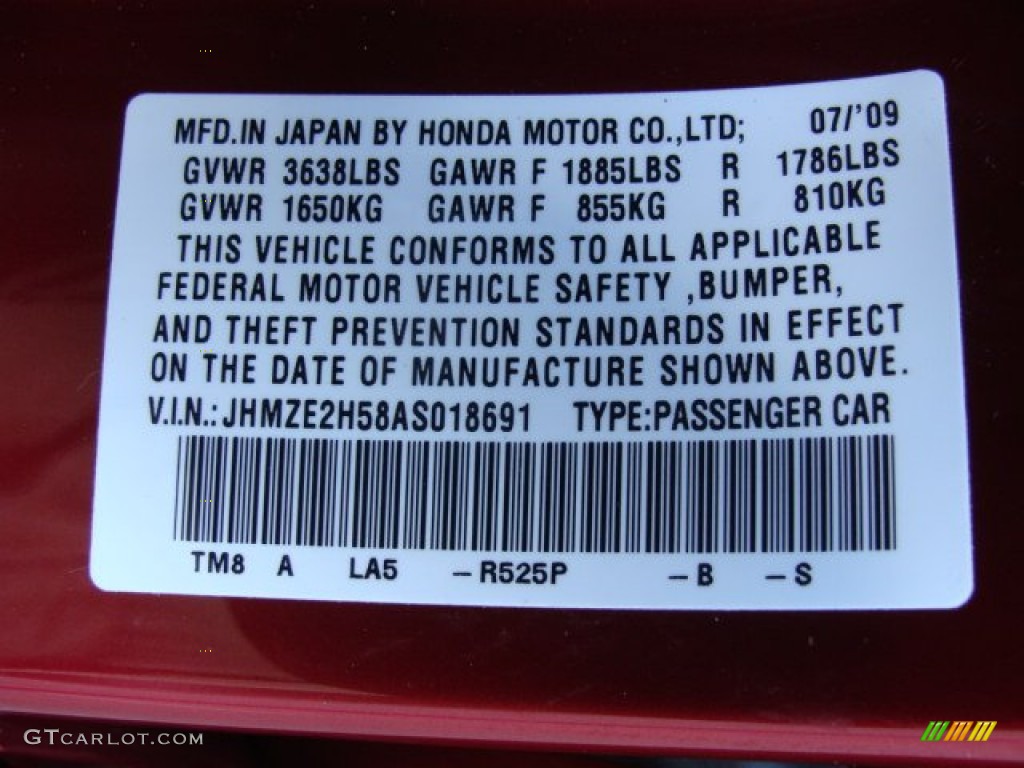 MFD.IN JAPAN BY HONDA MOTOR CO.,LTD; 07/'09
GVWR 3638LBS GAWR F 1885LBS R 1786LBS
GVWR 1650KG GAWR F 855KG R 810KG
THIS VEHICLE CONFORMS TO ALL APPLICABLE
FEDERAL MOTOR VEHICLE SAFETY ,BUMPER,
AND THEFT PREVENTION STANDARDS IN EFFECT
ON THE DATE OF MANUFACTURE SHOWN ABOVE.
V.I.N.:JHMZE2H58AS018691 TYPE:PASSENGER CAR
TM8 A LA5 –R525P –B –S
GTCARLOT.COM